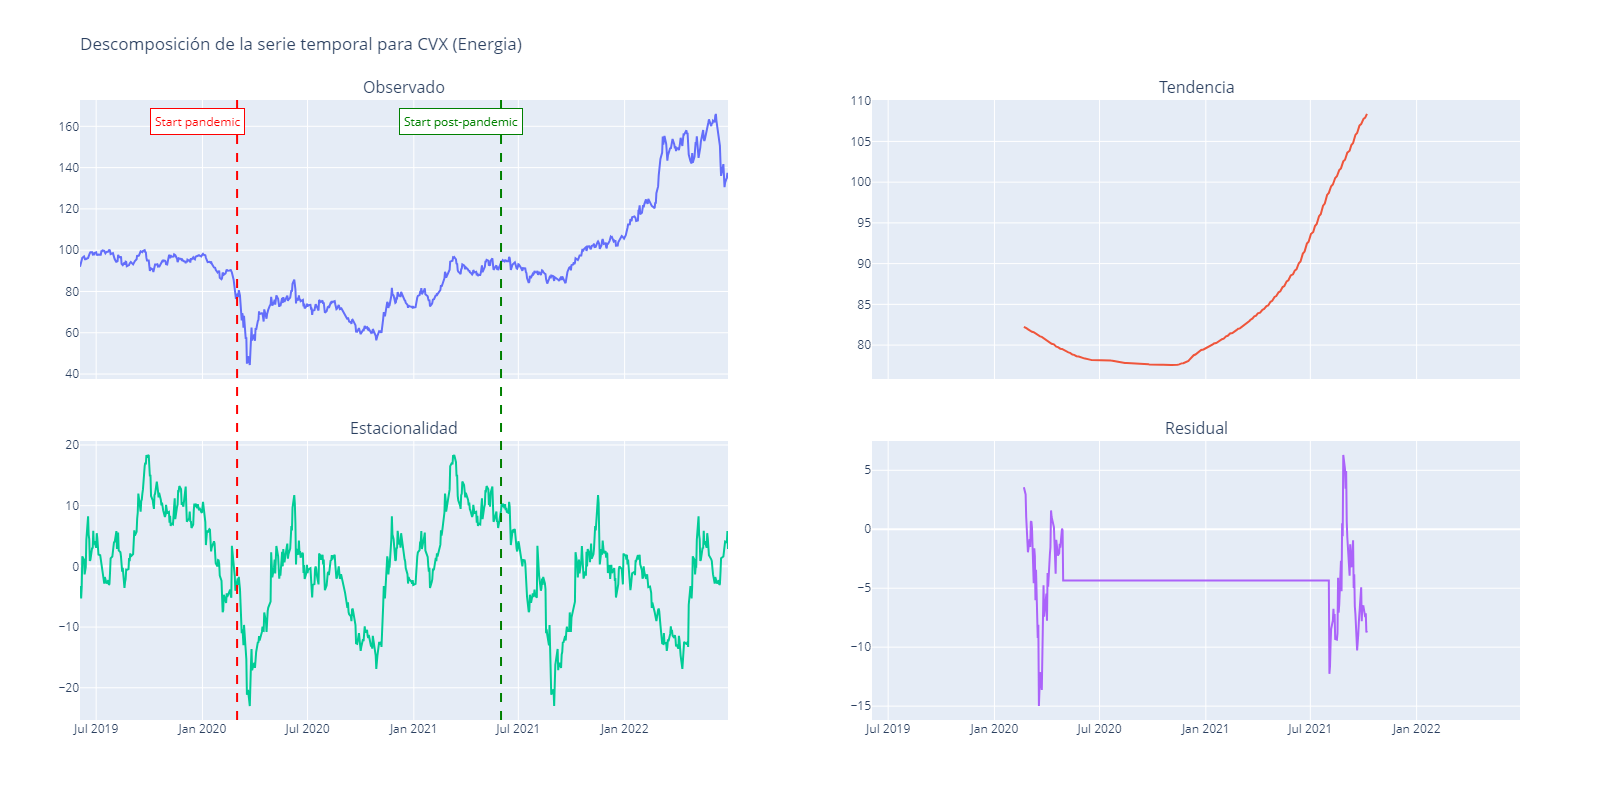 Descomposición de la serie temporal para CVX (Energia)
Observado
Start pandemic
Start post-pandemic
160
140
120
100
80
60
40
Tendencia
110
105
100
95
90
85
80
Estacionalidad
20
10
0
−10
−20
Jul 2019
Jan 2020
Jul 2020
Jan 2021
Jul 2021
Jan 2022
Residual
5
0
−5
−10
−15
Jul 2019
Jan 2020
Jul 2020
Jan 2021
Jul 2021
Jan 2022